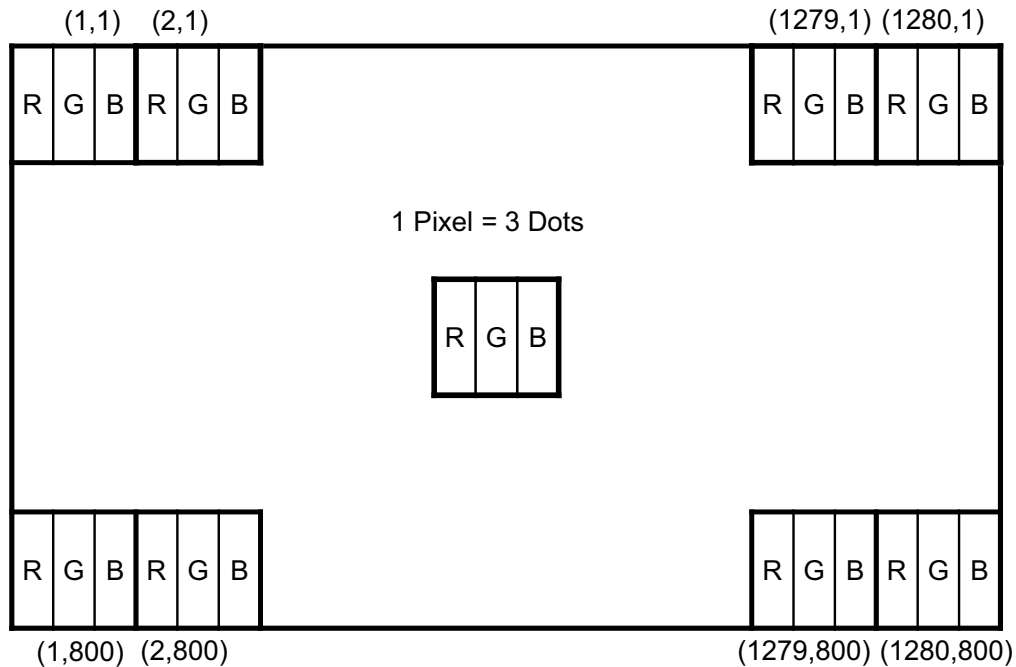 (1,1) (2,1) (1279,1) (1280,1)
R G B R G B R G B R G B
1 Pixel = 3 Dots
R G B
R G B R G B R G B R G B
(1,800) (2,800) (1279,800) (1280,800)